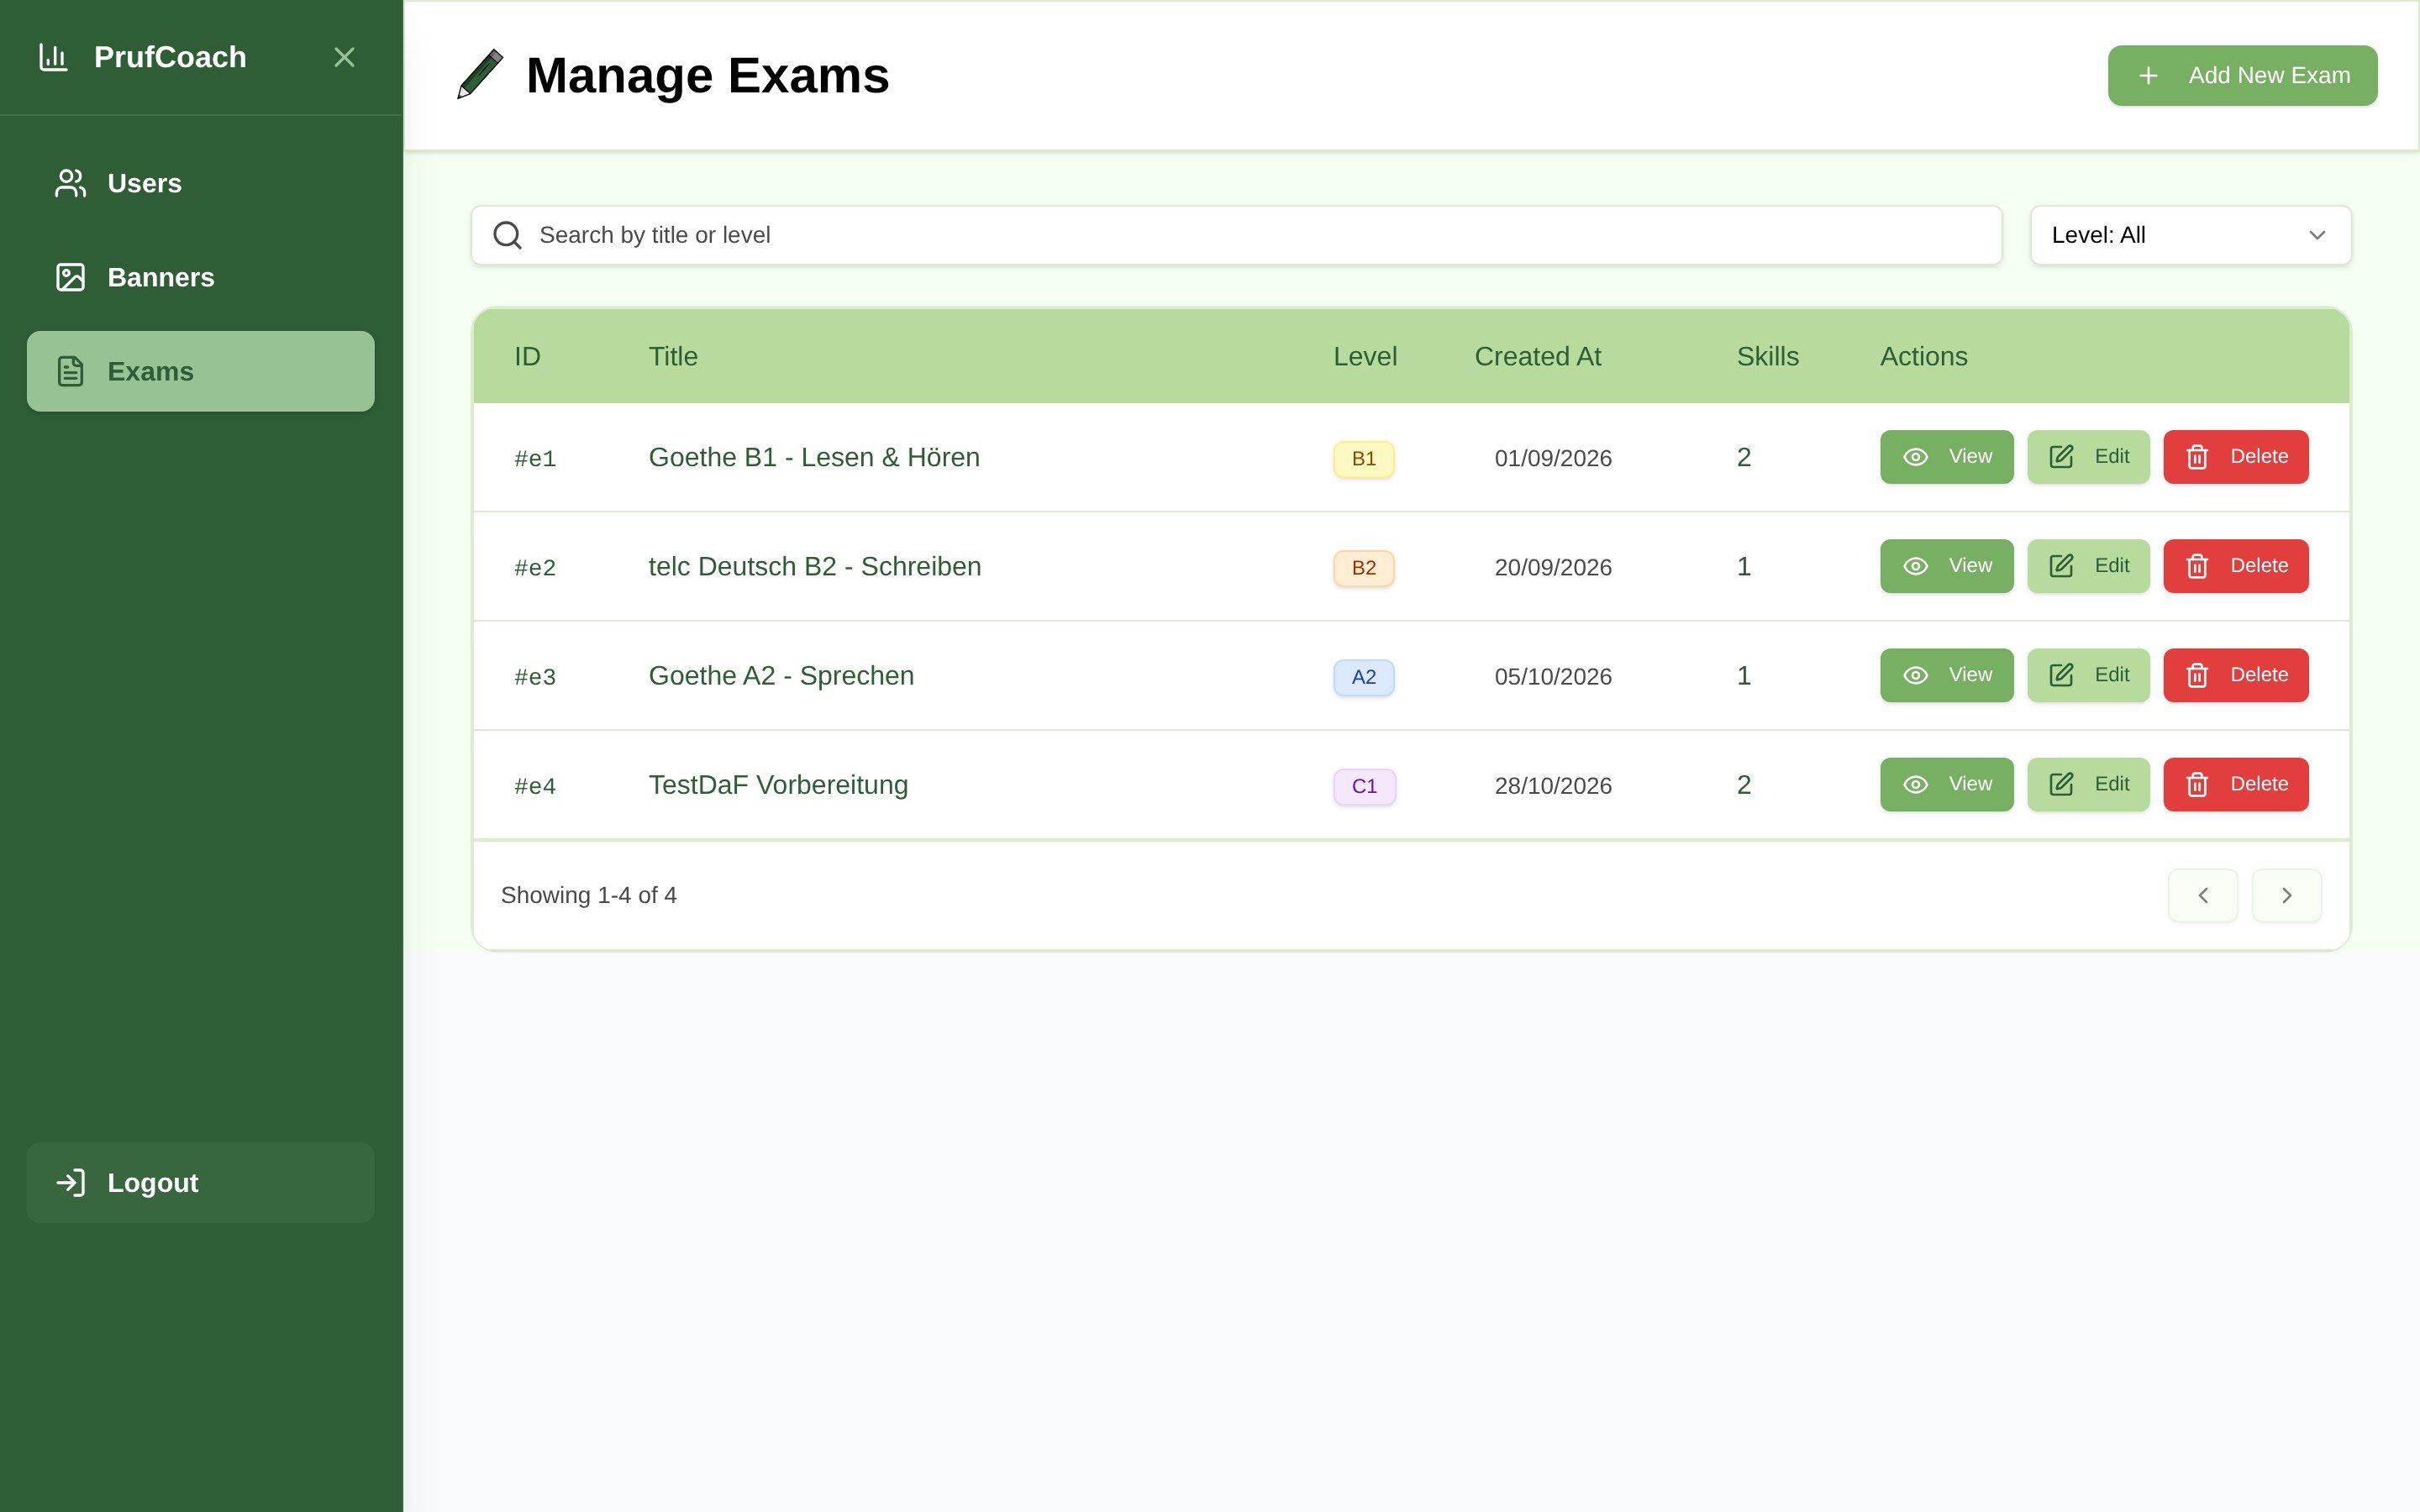 PrufCoach
Users
Banners
Exams
Logout
Manage Exams
Add New Exam
Search by title or level
Level: All
ID Title Level Created At Skills Actions
#e1 Goethe B1 - Lesen & Hören B1 01/09/2026 2 View Edit Delete
#e2 telc Deutsch B2 - Schreiben B2 20/09/2026 1 View Edit Delete
#e3 Goethe A2 - Sprechen A2 05/10/2026 1 View Edit Delete
#e4 TestDaF Vorbereitung C1 28/10/2026 2 View Edit Delete
Showing 1-4 of 4